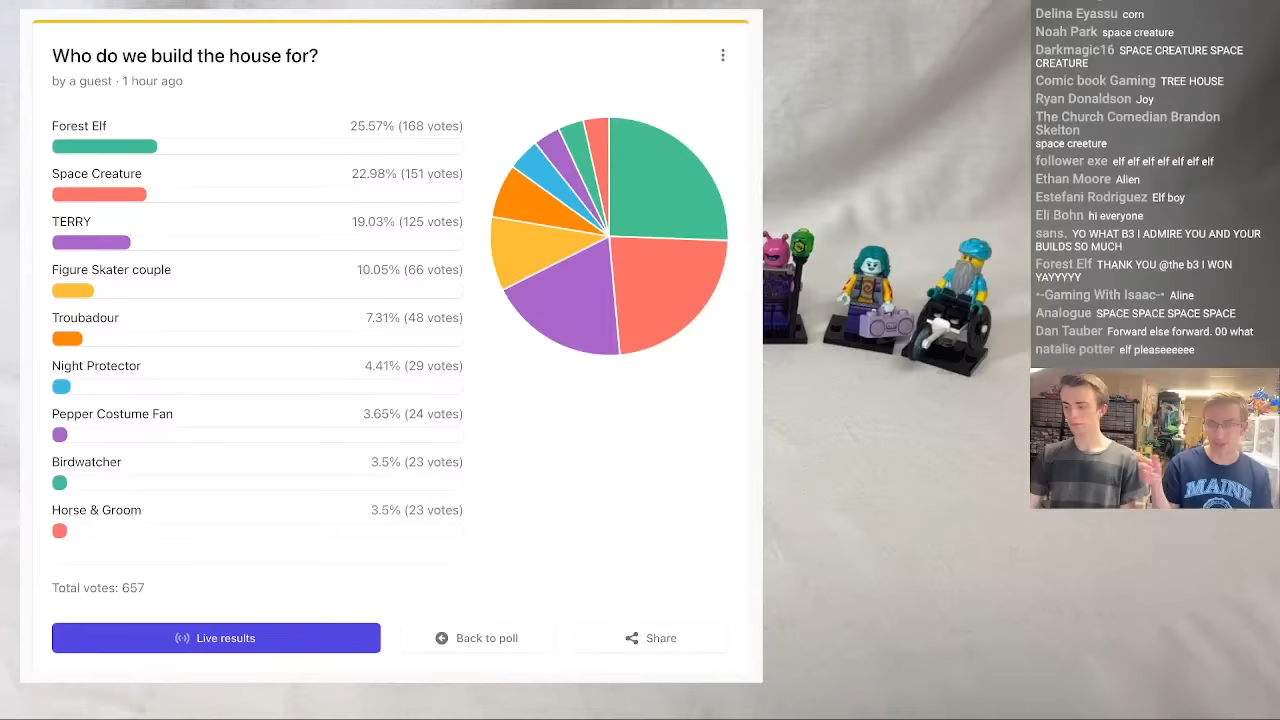 Who do we build the house for?
by a guest · 1 hour ago
Forest Elf 25.57% (168 votes)
Space Creature 22.98% (151 votes)
TERRY 19.03% (125 votes)
Figure Skater couple 10.05% (66 votes)
Troubadour 7.31% (48 votes)
Night Protector 4.41% (29 votes)
Pepper Costume Fan 3.65% (24 votes)
Birdwatcher 3.5% (23 votes)
Horse & Groom 3.5% (23 votes)
Total votes: 657
Live results
Back to poll
Share
Delina Eyassu corn
Noah Park space creature
Darkmagic16 SPACE CREATURE SPACE
CREATURE
Comic book Gaming TREE HOUSE
Ryan Donaldson Joy
The Church Comedian Brandon
Skelton
space creeture
follower exe elf elf elf elf elf elf elf
Ethan Moore Alien
Estefani Rodriguez Elf boy
Eli Bohn hi everyone
sans. YO WHAT B3 I ADMIRE YOU AND YOUR
BUILDS SO MUCH
Forest Elf THANK YOU @the b3 I WON
YAYYYYY
•-Gaming With Isaac-• Aline
Analogue SPACE SPACE SPACE SPACE
Dan Tauber Forward else forward. 00 what
natalie potter elf pleaseeeeee
MAINE